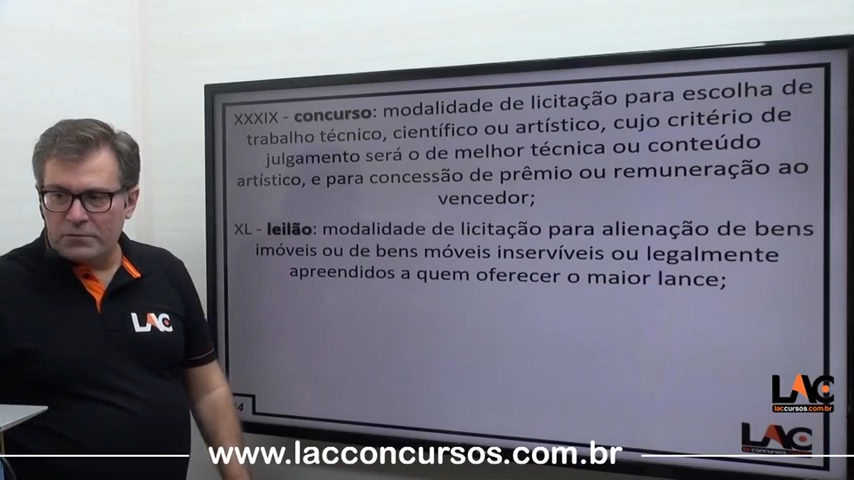 XXXIX - concurso: modalidade de licitação para escolha de
trabalho técnico, científico ou artístico, cujo critério de
julgamento será o de melhor técnica ou conteúdo
artístico, e para concessão de prêmio ou remuneração ao
vencedor;
XL - leilão: modalidade de licitação para alienação de bens
imóveis ou de bens móveis inservíveis ou legalmente
apreendidos a quem oferecer o maior lance;
LAC
4
LAC
laccursos.com.br
LAC
www.lacconcursos.com.br